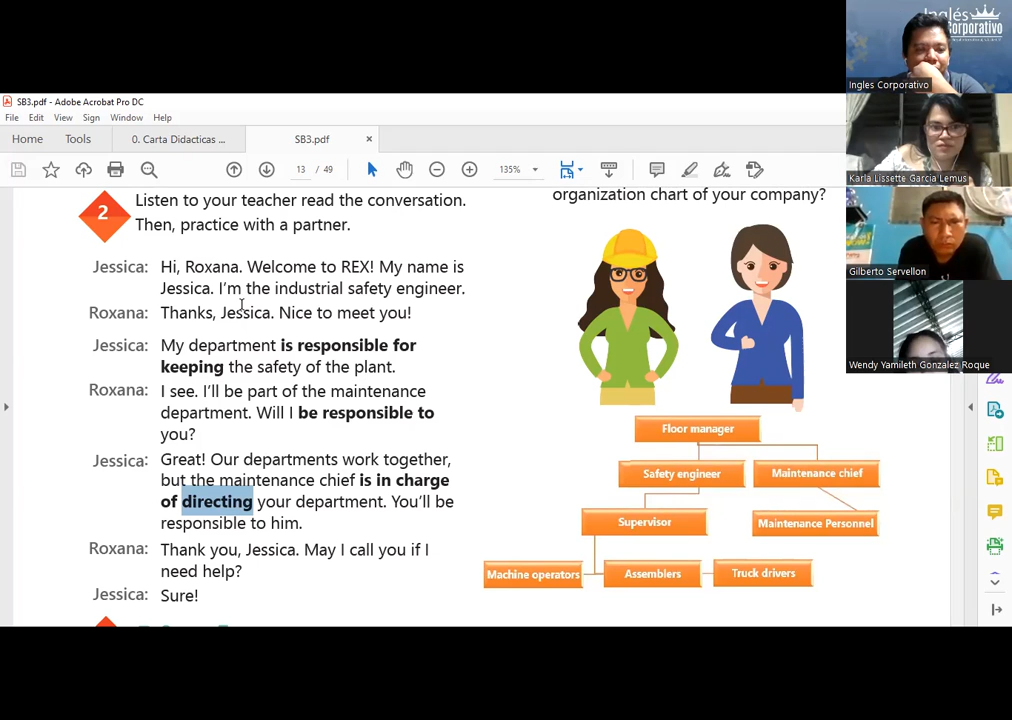 Inglés
Corporativo
Ingles Corporativo
SB3.pdf - Adobe Acrobat Pro DC
File Edit View Sign Window Help
Home Tools 0. Carta Didacticas ... SB3.pdf ×
13 / 49 135%
Karla Lissette Garcia Lemus
Gilberto Servellon
Wendy Yamileth Gonzalez Roque
2 Listen to your teacher read the conversation.
Then, practice with a partner.
Jessica: Hi, Roxana. Welcome to REX! My name is
Jessica. I'm the industrial safety engineer.
Roxana: Thanks, Jessica. Nice to meet you!
Jessica: My department is responsible for
keeping the safety of the plant.
Roxana: I see. I'll be part of the maintenance
department. Will I be responsible to
you?
Jessica: Great! Our departments work together,
but the maintenance chief is in charge
of directing your department. You'll be
responsible to him.
Roxana: Thank you, Jessica. May I call you if I
need help?
Jessica: Sure!
organization chart of your company?
Floor manager
Safety engineer Maintenance chief
Supervisor Maintenance Personnel
Machine operators Assemblers Truck drivers